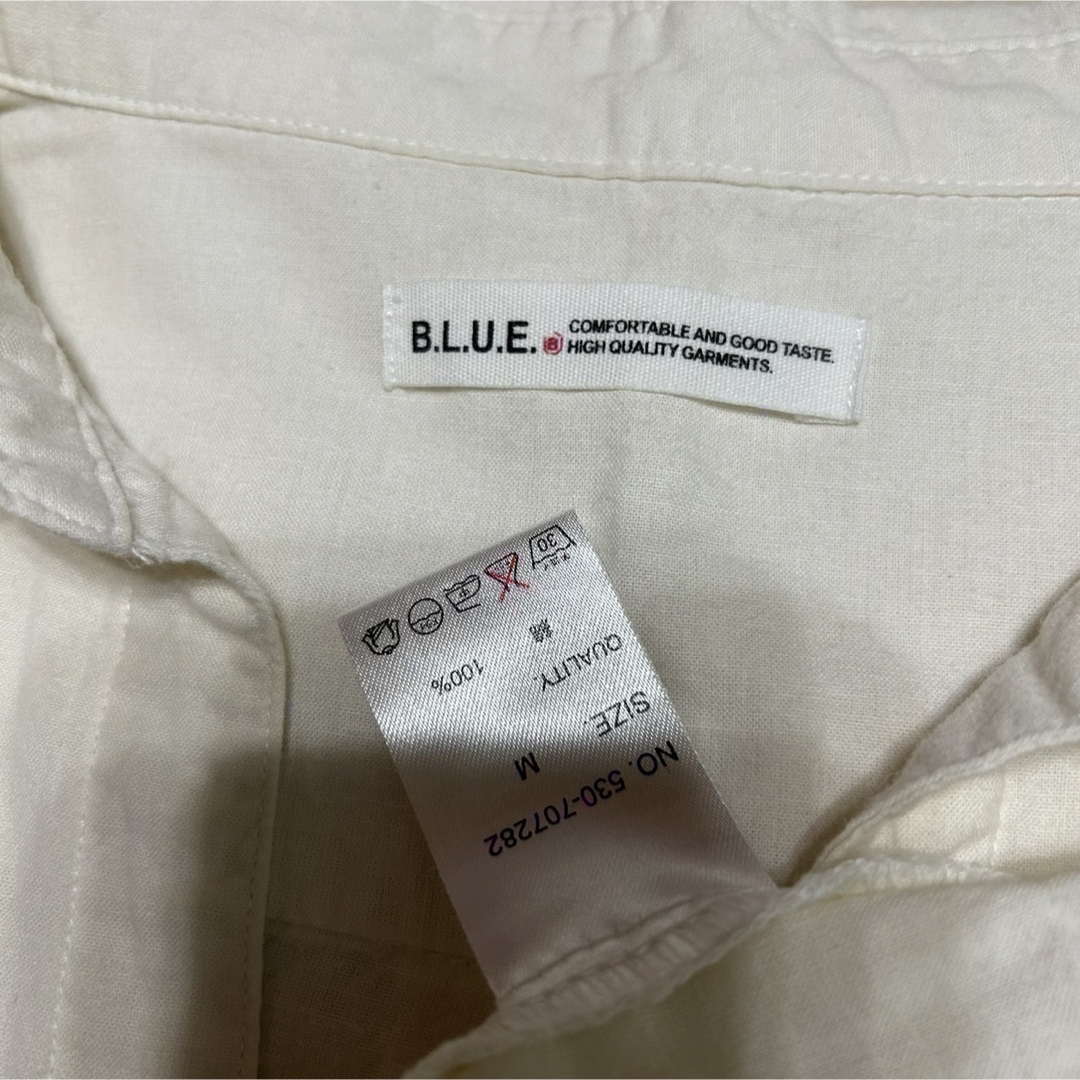 B.L.U.E.
COMFORTABLE AND GOOD TASTE.
HIGH QUALITY GARMENTS.
NO. 530-707282
SIZE.
M
QUALITY.
綿 100%
30